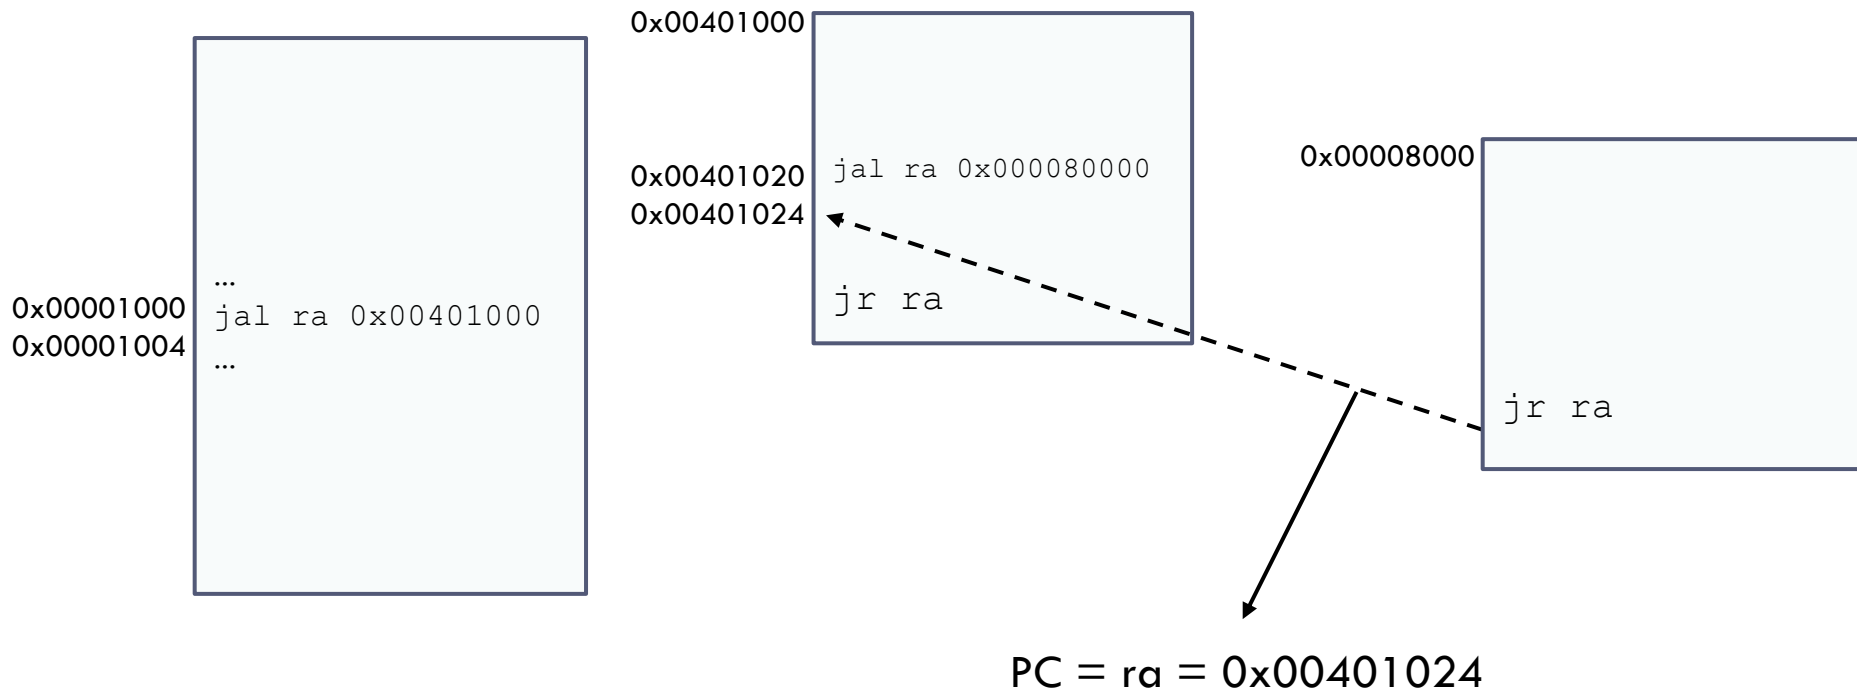 0x00001000
0x00001004
...
jal ra 0x00401000
...
0x00401000
0x00401020
0x00401024
jal ra 0x000080000
jr ra
0x00008000
jr ra
PC = ra = 0x00401024